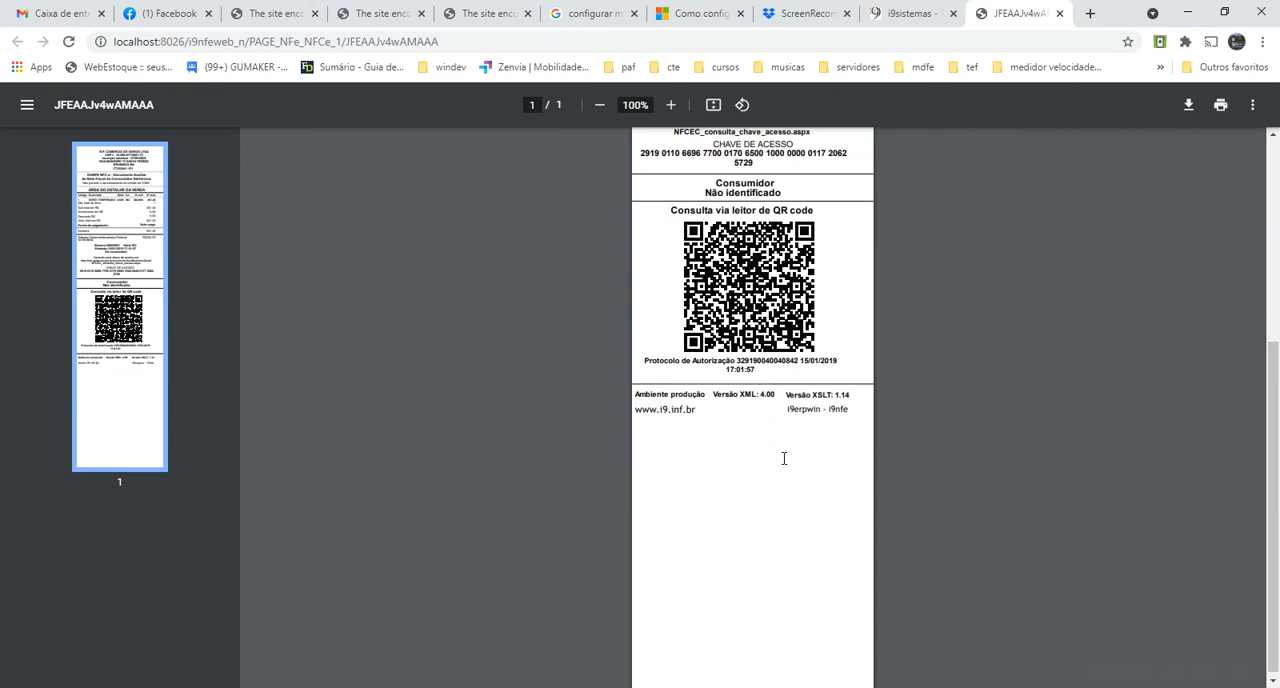 Caixa de entr
(1) Facebook
The site enc
The site enco
The site enc
configurar m
Como config
ScreenRecor
i9sistemas -
JFEAAJv4wAM
localhost:8026/i9nfeweb_n/PAGE_NFe_NFCe_1/JFEAAJv4wAMAAA
Apps
WebEstoque :: seus...
(99+) GUMAKER -...
Sumário - Guia de...
windev
Zenvia | Mobilidade...
paf
cte
cursos
musicas
servidores
mdfe
tef
medidor velocidade...
»
Outros favoritos
JFEAAJv4wAMAAA
1 / 1
100%
NFCEC_consulta_chave_acesso.aspx
CHAVE DE ACESSO
2919 0110 6696 7700 0170 6500 1000 0000 0117 2062
5729
Consumidor
Não identificado
Consulta via leitor de QR code
Protocolo de Autorização 329190040040842 15/01/2019
17:01:57
Ambiente produção Versão XML: 4.00 Versão XSLT: 1.14
www.i9.inf.br i9erpwin - i9nfe
1